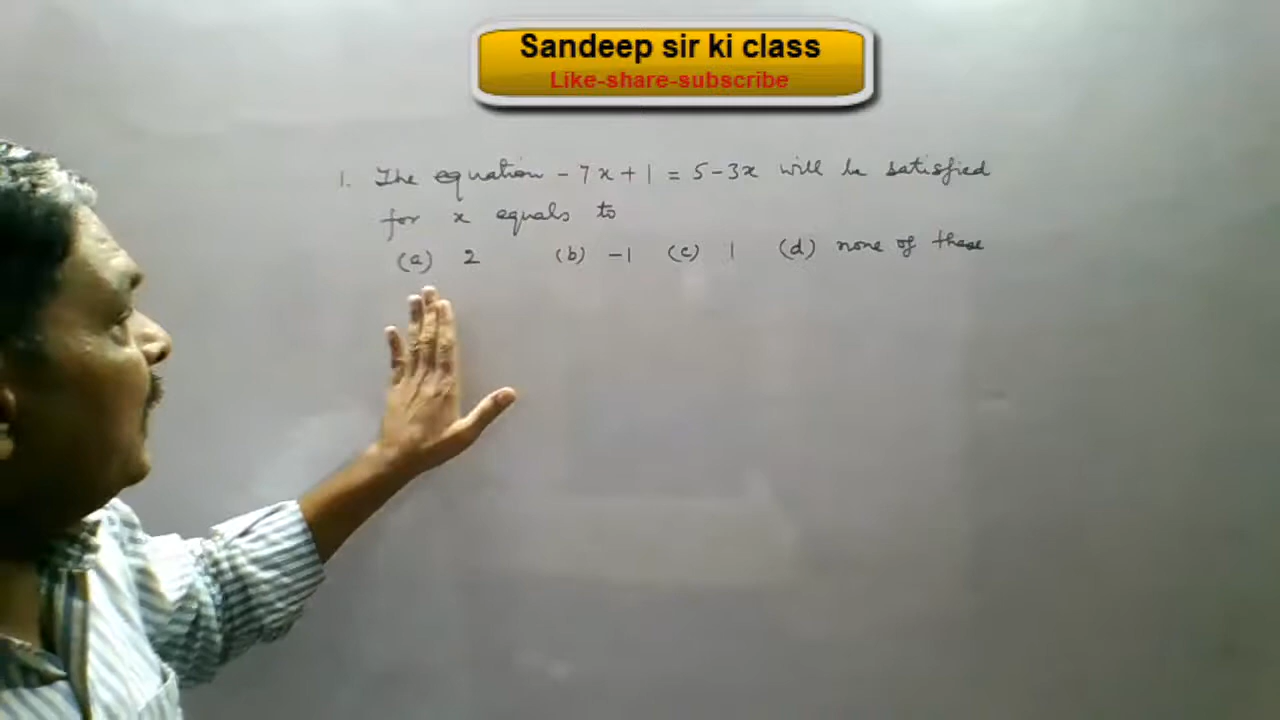 Sandeep sir ki class
Like-share-subscribe
1. The equation -7x+1 = 5-3x will be satisfied
for x equals to
(a) 2 (b) -1 (c) 1 (d) none of these